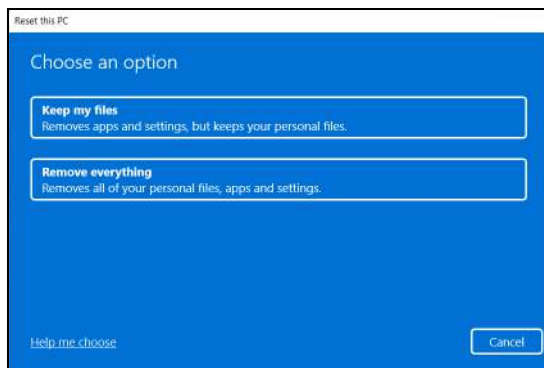 Reset this PC
Choose an option
Keep my files
Removes apps and settings, but keeps your personal files.
Remove everything
Removes all of your personal files, apps and settings.
Help me choose
Cancel